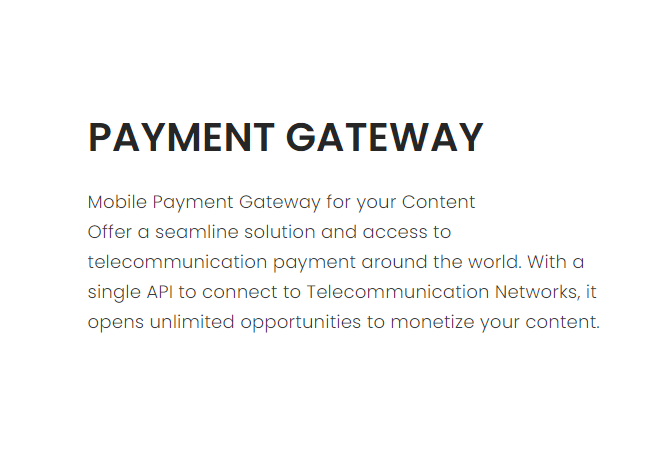 PAYMENT GATEWAY
Mobile Payment Gateway for your Content
Offer a seamline solution and access to
telecommunication payment around the world. With a
single API to connect to Telecommunication Networks, it
opens unlimited opportunities to monetize your content.